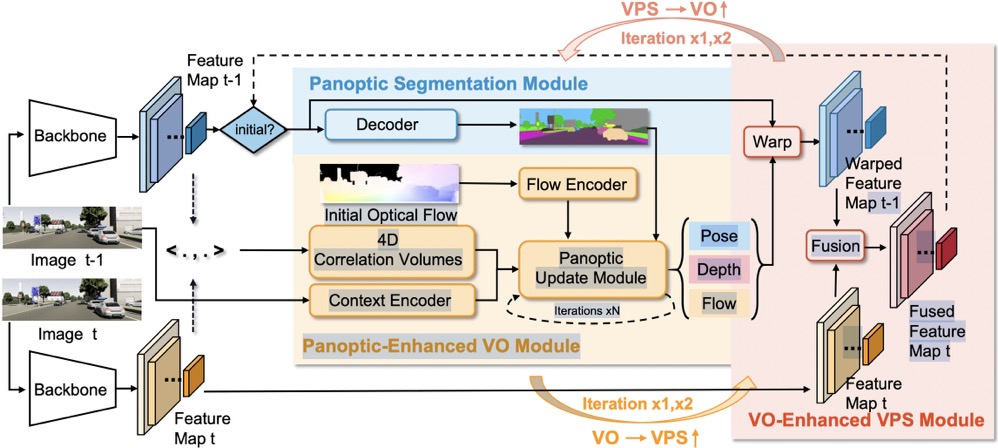 VPS → VO↑
Iteration x1,x2
Feature
Map t-1
Backbone
initial?
Panoptic Segmentation Module
Decoder
Warp
Warped
Feature
Map t-1
Initial Optical Flow
Flow Encoder
Image t-1
< . , . >
4D
Correlation Volumes
Context Encoder
Panoptic
Update Module
Iterations xN
Pose
Depth
Flow
Fusion
Fused
Feature
Map t
Image t
Panoptic-Enhanced VO Module
Backbone
Feature
Map t
Feature
Map t
Iteration x1,x2
VO → VPS↑
VO-Enhanced VPS Module